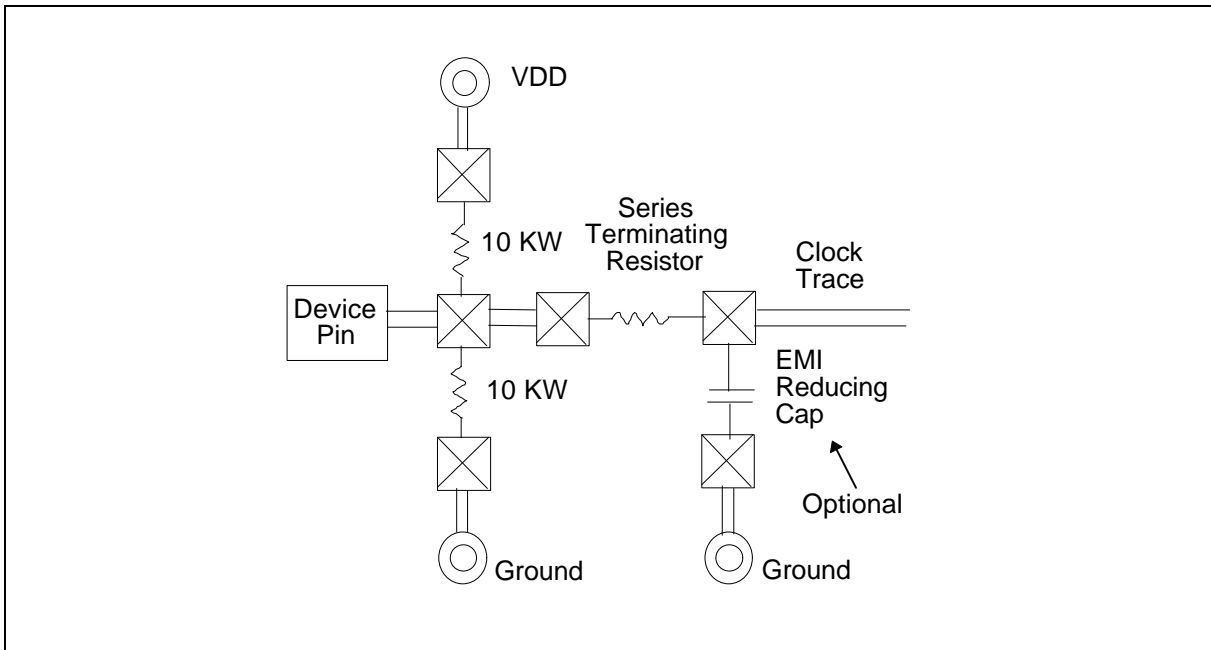 VDD
Series
Terminating
Resistor
10 KW
Clock
Trace
Device
Pin
EMI
Reducing
Cap
10 KW
Optional
Ground
Ground